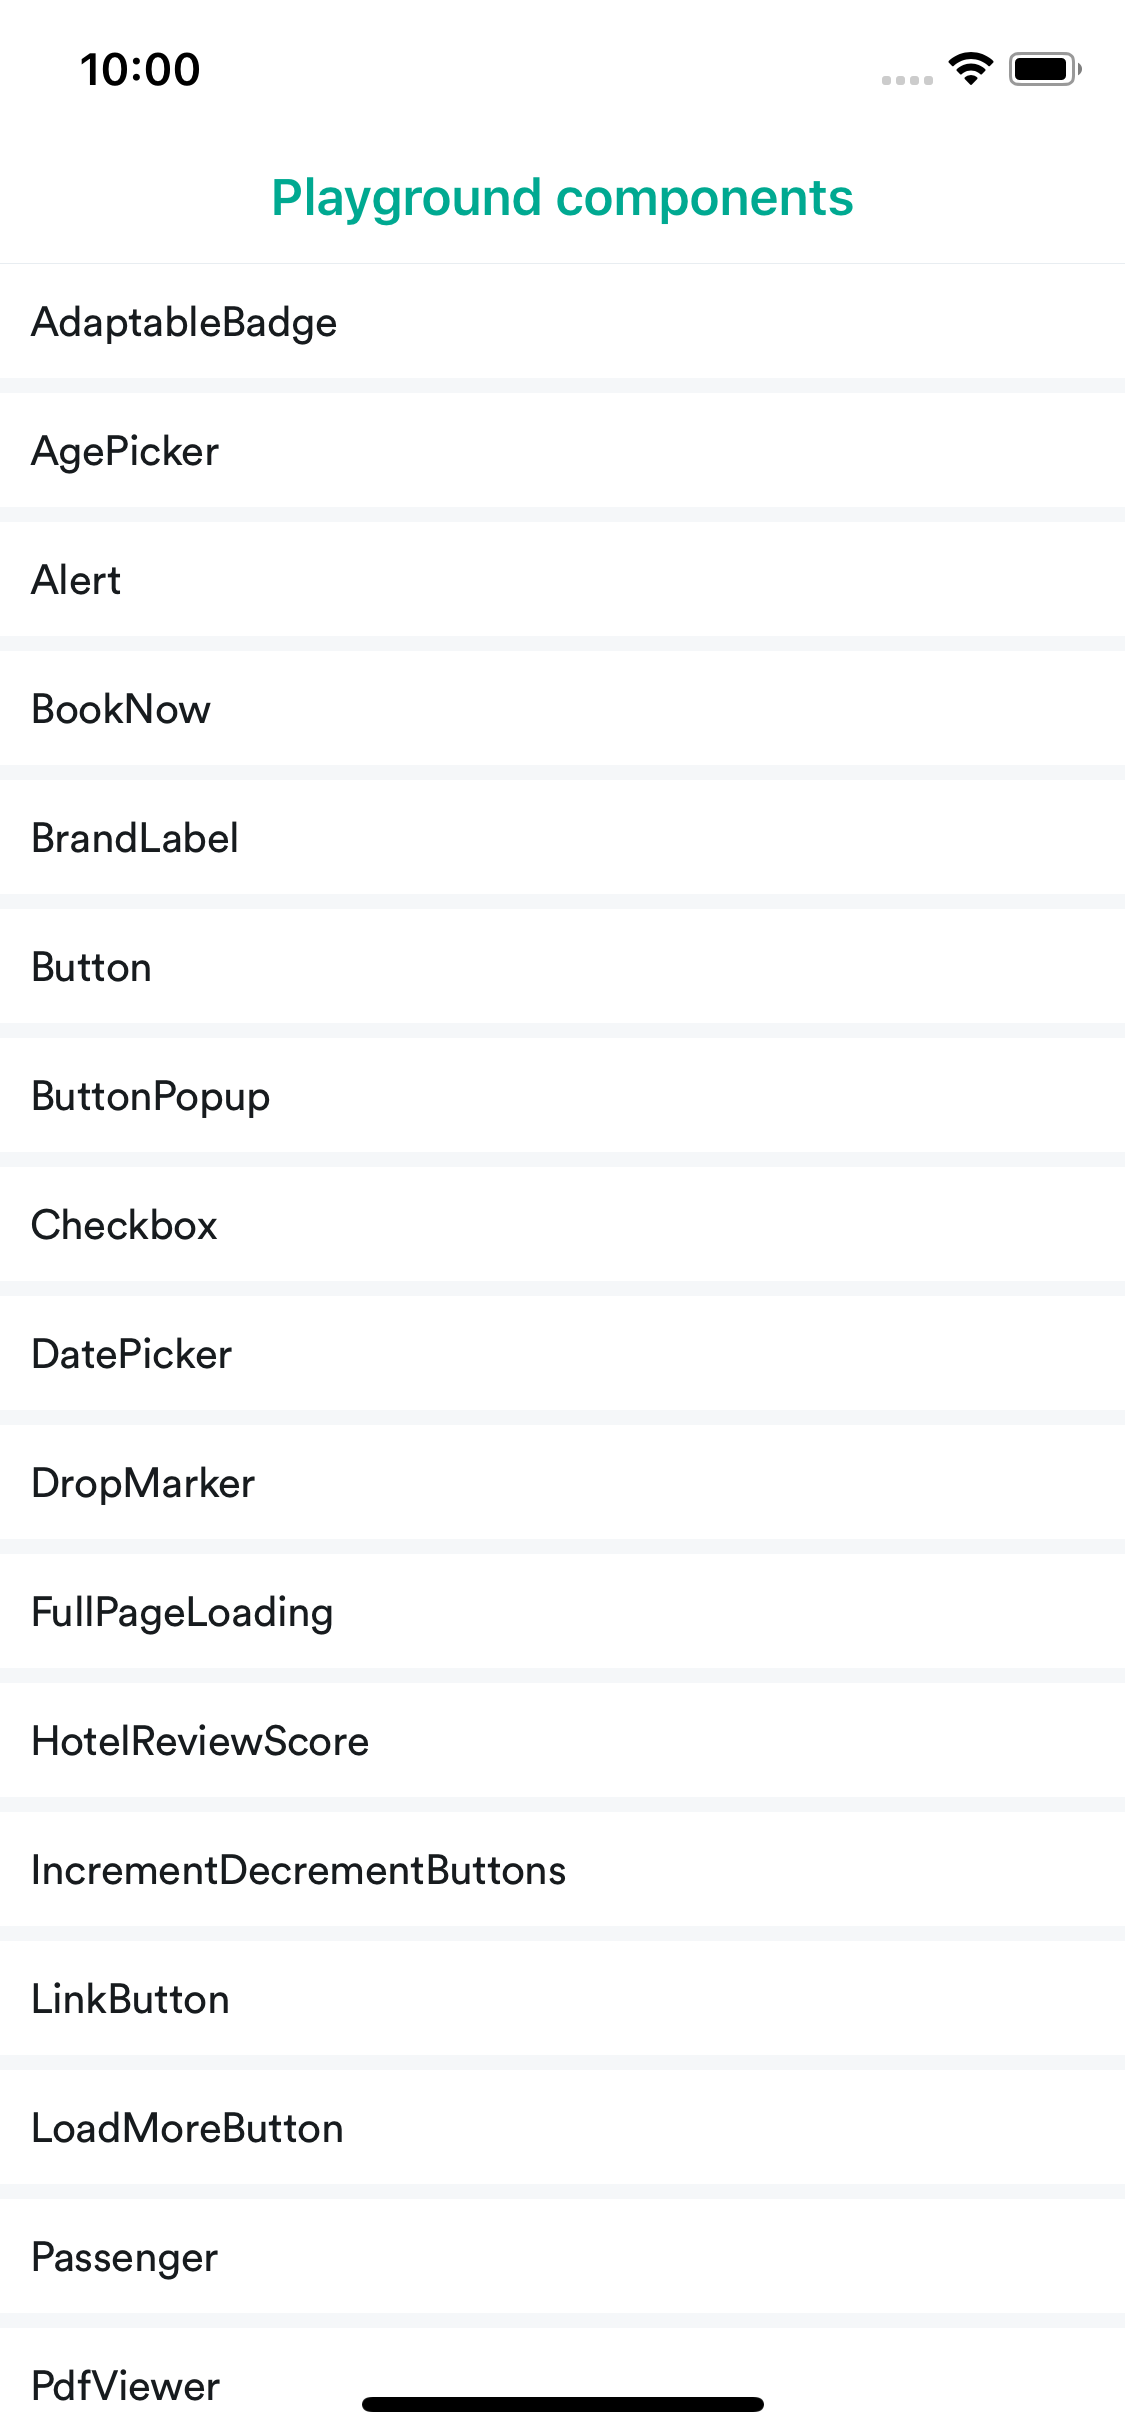 10:00
Playground components
AdaptableBadge
AgePicker
Alert
BookNow
BrandLabel
Button
ButtonPopup
Checkbox
DatePicker
DropMarker
FullPageLoading
HotelReviewScore
IncrementDecrementButtons
LinkButton
LoadMoreButton
Passenger
PdfViewer